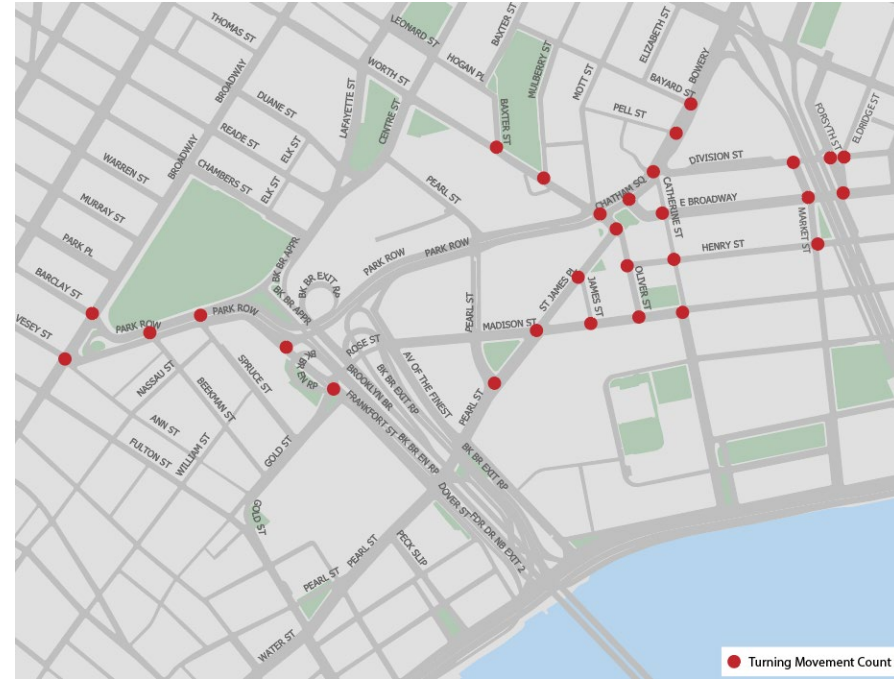 THOMAS ST
LEONARD ST
BAXTER ST
ELIZABETH ST
BROADWAY
WORTH ST
HOGAN PL
MULBERRY ST
MOTT ST
BAYARD ST
BOWERY
DUANE ST
LAFAYETTE ST
CENTRE ST
BAXTER ST
PELL ST
FORSYTH ST
ELDRIDGE ST
READE ST
ELK ST
WARREN ST
BROADWAY
CHAMBERS ST
ELK ST
PEARL ST
DIVISION ST
MURRAY ST
CHATHAM SQ
CATHERINE ST
E BROADWAY
PARK PL
BK BR APPR
PARK ROW
PARK ROW
HENRY ST
MARKET ST
BARCLAY ST
BK BR EXIT RP
BK BR APPR
ST JAMES PL
JAMES ST
OLIVER ST
VESEY ST
PARK ROW
PARK ROW
PEARL ST
MADISON ST
ROSE ST
NASSAU ST
SPRUCE ST
BK BR EN RP
BROOKLYN BR
BK BR EXIT RP
AV OF THE FINEST
BEEKMAN ST
PEARL ST
ANN ST
FULTON ST
WILLIAM ST
GOLD ST
FRANKFORT ST
BK BR EN RP
BK BR EXIT RP
GOLD ST
DOVER ST
FDR DR NB EXIT 2
PEARL ST
PECK SLIP
PEARL ST
WATER ST
Turning Movement Count